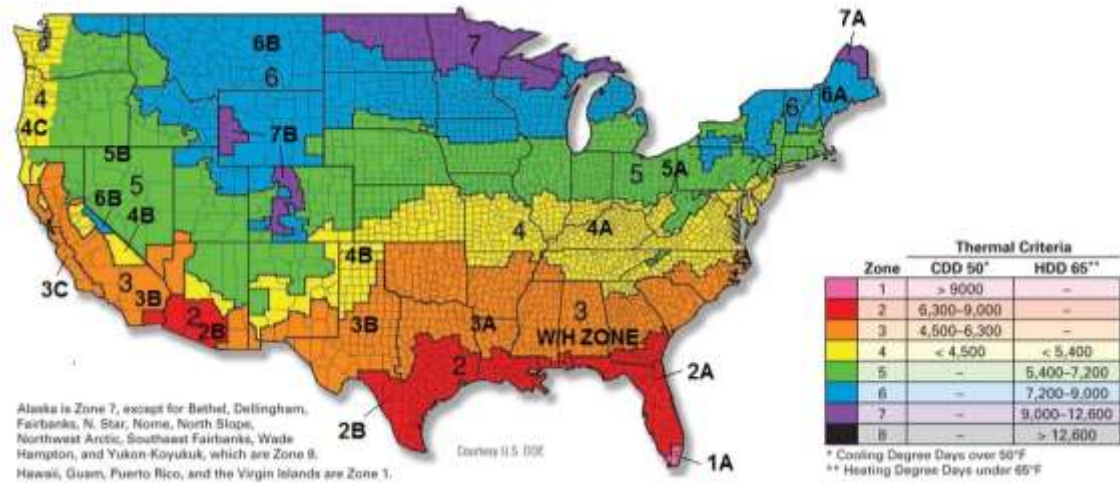 7A
7
6B
6
6
6A
4
4C
7B
5B
5
5
5A
6B
4B
4
4A
4B
3C
3
3B
3
2
2B
3B
3A
W/H ZONE
2
2A
2B
1A
Thermal Criteria
Zone CDD 50* HDD 65**
1 > 9000 –
2 6,300–9,000 –
3 4,500–6,300 –
4 < 4,500 < 5,400
5 – 5,400–7,200
6 – 7,200–9,000
7 – 9,000–12,600
8 – > 12,600
* Cooling Degree Days over 50°F
** Heating Degree Days under 65°F
Alaska is Zone 7, except for Bethel, Dellingham,
Fairbanks, N. Star, Nome, North Slope,
Northwest Arctic, Southeast Fairbanks, Wade
Hampton, and Yukon-Koyukuk, which are Zone 8.
Hawaii, Guam, Puerto Rico, and the Virgin Islands are Zone 1.
Courtesy U.S. DOE